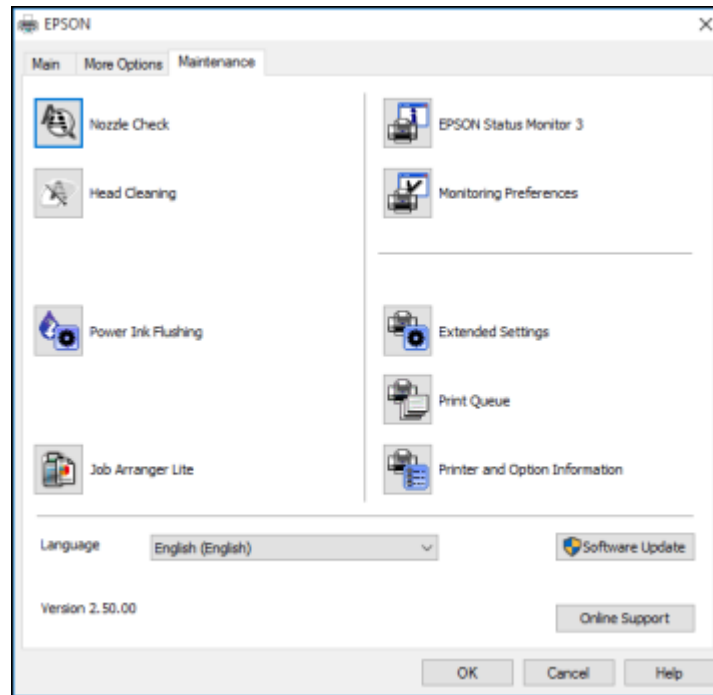 EPSON
Main More Options Maintenance
Nozzle Check
EPSON Status Monitor 3
Head Cleaning
Monitoring Preferences
Power Ink Flushing
Extended Settings
Print Queue
Job Arranger Lite
Printer and Option Information
Language English (English) Software Update
Version 2.50.00
Online Support
OK Cancel Help